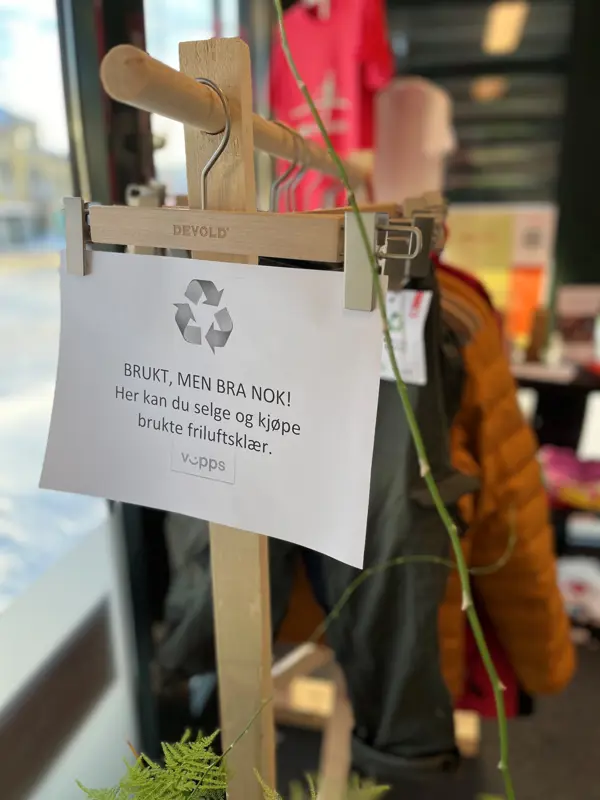 DEVOLD
BRUKT, MEN BRA NOK!
Her kan du selge og kjøpe
brukte friluftsklær.
vipps